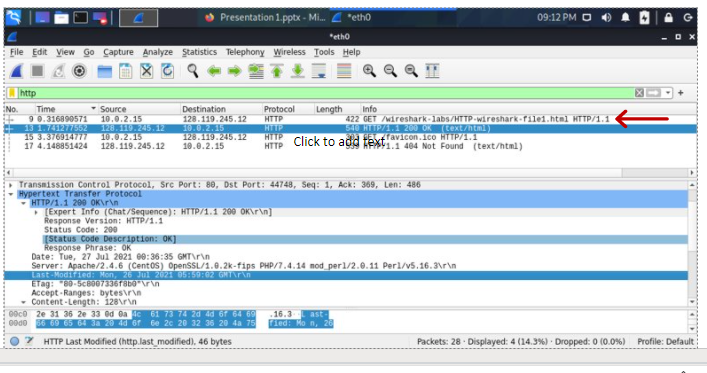 Presentation1.pptx - Mi... *eth0 09:12 PM
*eth0
File Edit View Go Capture Analyze Statistics Telephony Wireless Tools Help
http
No. Time Source Destination Protocol Length Info
9 0.316890571 10.0.2.15 128.119.245.12 HTTP 422 GET /wireshark-labs/HTTP-wireshark-file1.html HTTP/1.1
13 1.741277552 128.119.245.12 10.0.2.15 HTTP 540 HTTP/1.1 200 OK (text/html)
15 3.376914777 10.0.2.15 128.119.245.12 HTTP GET /favicon.ico HTTP/1.1
Click to add text
17 4.148851424 128.119.245.12 10.0.2.15 HTTP HTTP/1.1 404 Not Found (text/html)
Transmission Control Protocol, Src Port: 80, Dst Port: 44748, Seq: 1, Ack: 369, Len: 486
Hypertext Transfer Protocol
HTTP/1.1 200 OK\r\n
[Expert Info (Chat/Sequence): HTTP/1.1 200 OK\r\n]
Response Version: HTTP/1.1
Status Code: 200
[Status Code Description: OK]
Response Phrase: OK
Date: Tue, 27 Jul 2021 00:36:35 GMT\r\n
Server: Apache/2.4.6 (CentOS) OpenSSL/1.0.2k-fips PHP/7.4.14 mod_perl/2.0.11 Perl/v5.16.3\r\n
Last-Modified: Mon, 26 Jul 2021 05:59:02 GMT\r\n
ETag: "80-5c8007336f8b0"\r\n
Accept-Ranges: bytes\r\n
Content-Length: 128\r\n
00c0 2e 31 36 2e 33 0d 0a 4c 61 73 74 2d 4d 6f 64 69 .16.3··L ast-
00d0 66 69 65 64 3a 20 4d 6f 6e 2c 20 32 36 20 4a 75 fied: Mo n, 26
HTTP Last Modified (http.last_modified), 46 bytes Packets: 28 · Displayed: 4 (14.3%) · Dropped: 0 (0.0%) Profile: Default